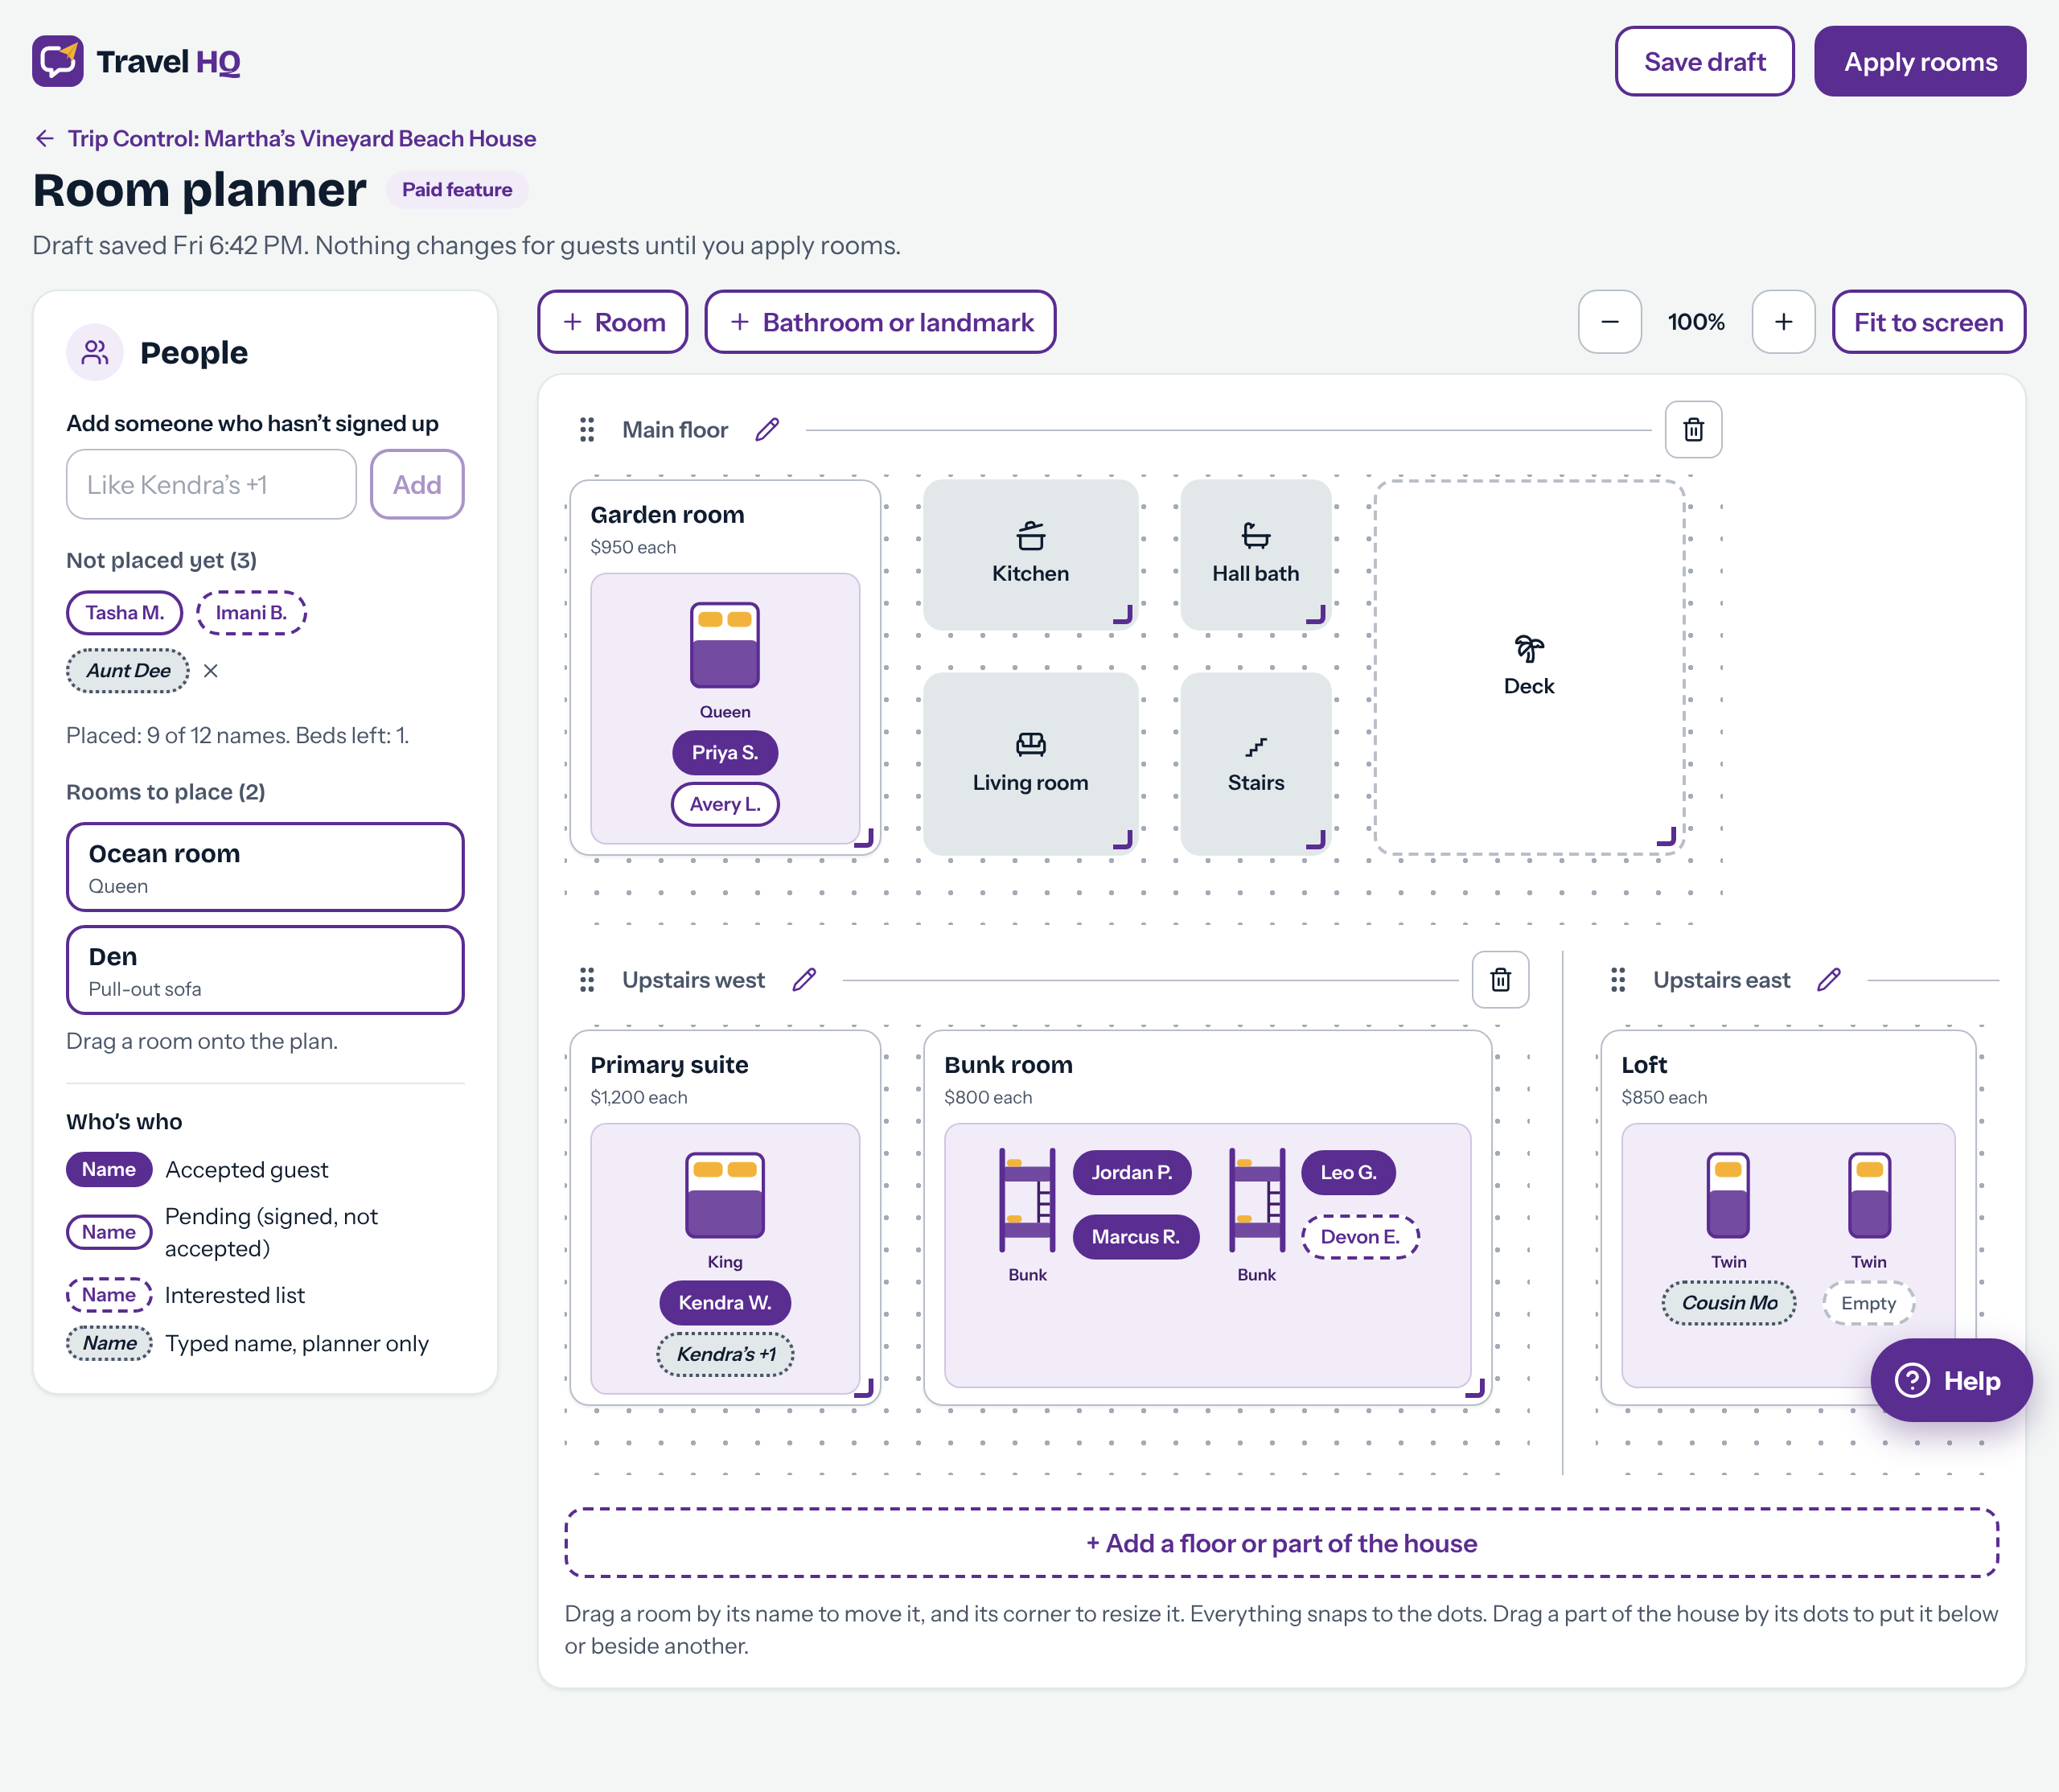 Travel HQ
Save draft
Apply rooms
Trip Control: Martha’s Vineyard Beach House
Room planner
Paid feature
Draft saved Fri 6:42 PM. Nothing changes for guests until you apply rooms.
People
Add someone who hasn’t signed up
Like Kendra’s +1
Add
Not placed yet (3)
Tasha M.
Imani B.
Aunt Dee
Placed: 9 of 12 names. Beds left: 1.
Rooms to place (2)
Ocean room
Queen
Den
Pull-out sofa
Drag a room onto the plan.
Who’s who
Name Accepted guest
Name Pending (signed, not
accepted)
Name Interested list
Name Typed name, planner only
+ Room
+ Bathroom or landmark
100%
Fit to screen
Main floor
Garden room
$950 each
Queen
Priya S.
Avery L.
Kitchen
Hall bath
Living room
Stairs
Deck
Upstairs west
Primary suite
$1,200 each
King
Kendra W.
Kendra’s +1
Bunk room
$800 each
Jordan P.
Marcus R.
Bunk
Leo G.
Devon E.
Bunk
Upstairs east
Loft
$850 each
Twin
Cousin Mo
Twin
Empty
Help
+ Add a floor or part of the house
Drag a room by its name to move it, and its corner to resize it. Everything snaps to the dots. Drag a part of the house by its dots to put it below
or beside another.